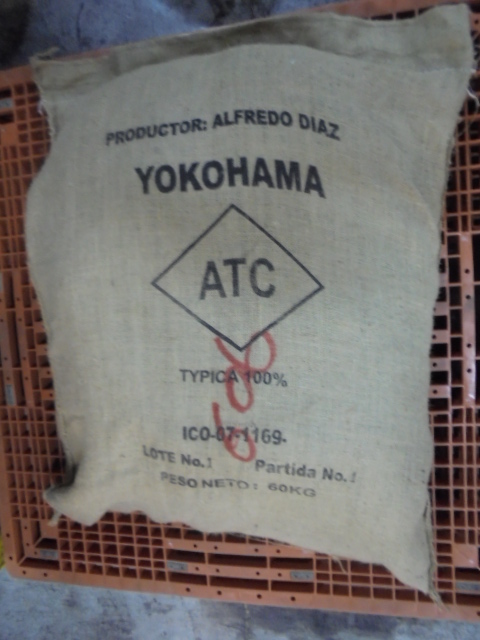 PRODUCTOR: ALFREDO DIAZ
YOKOHAMA
ATC
TYPICA 100%
ICO-07-1169-
LOTE No.1 Partida No.1
PESO NETO: 60KG